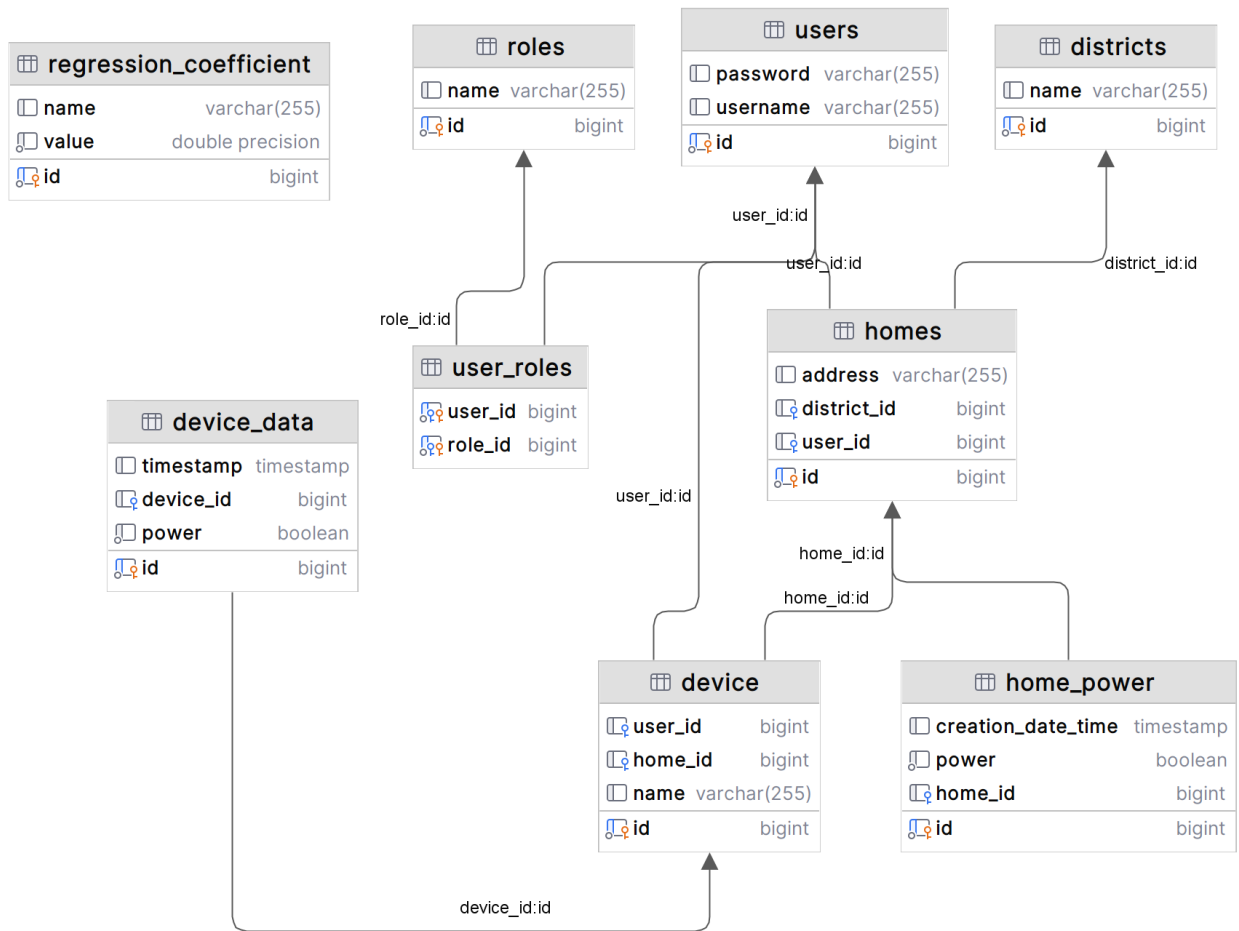 regression_coefficient
name varchar(255)
value double precision
id bigint
roles
name varchar(255)
id bigint
users
password varchar(255)
username varchar(255)
id bigint
districts
name varchar(255)
id bigint
user_id:id
user_id:id
district_id:id
role_id:id
user_roles
user_id bigint
role_id bigint
homes
address varchar(255)
district_id bigint
user_id bigint
id bigint
device_data
timestamp timestamp
device_id bigint
power boolean
id bigint
user_id:id
home_id:id
home_id:id
device
user_id bigint
home_id bigint
name varchar(255)
id bigint
home_power
creation_date_time timestamp
power boolean
home_id bigint
id bigint
device_id:id